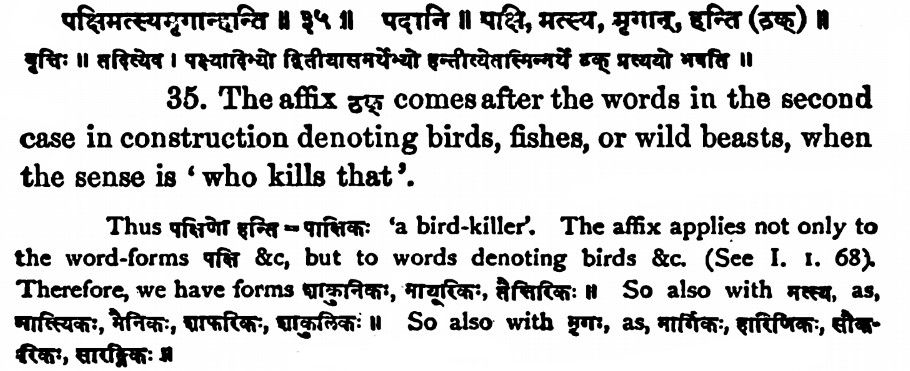 पक्षिमत्स्यमृगान्हन्ति ॥ ३५ ॥ पदानि ॥ पक्षि, मत्स्य, मृगान्, हन्ति (ठक्) ॥
वृत्तिः ॥ तदित्येव । पक्ष्यादिभ्यो द्वितीयासमर्थेभ्यो हन्तीत्येतस्मिन्नर्थे ठक् प्रत्ययो भवति ॥
35. The affix ठक् comes after the words in the second
case in construction denoting birds, fishes, or wild beasts, when
the sense is ‘ who kills that ’.
Thus पक्षिणो हन्ति = पाक्षिकः ‘a bird-killer’. The affix applies not only to
the word-forms पक्षि &c, but to words denoting birds &c. (See I. 1. 68).
Therefore, we have forms शाकुनिकः, मायूरिकः, तैत्तिरिकः ॥ So also with मत्स्य, as,
मात्स्यिकः, मैनिकः, शाफरिकः, शाकुलिकः ॥ So also with मृगः, as, मार्गिकः, हारिणिकः, सौक-
रिकः, सारङ्गिकः ॥